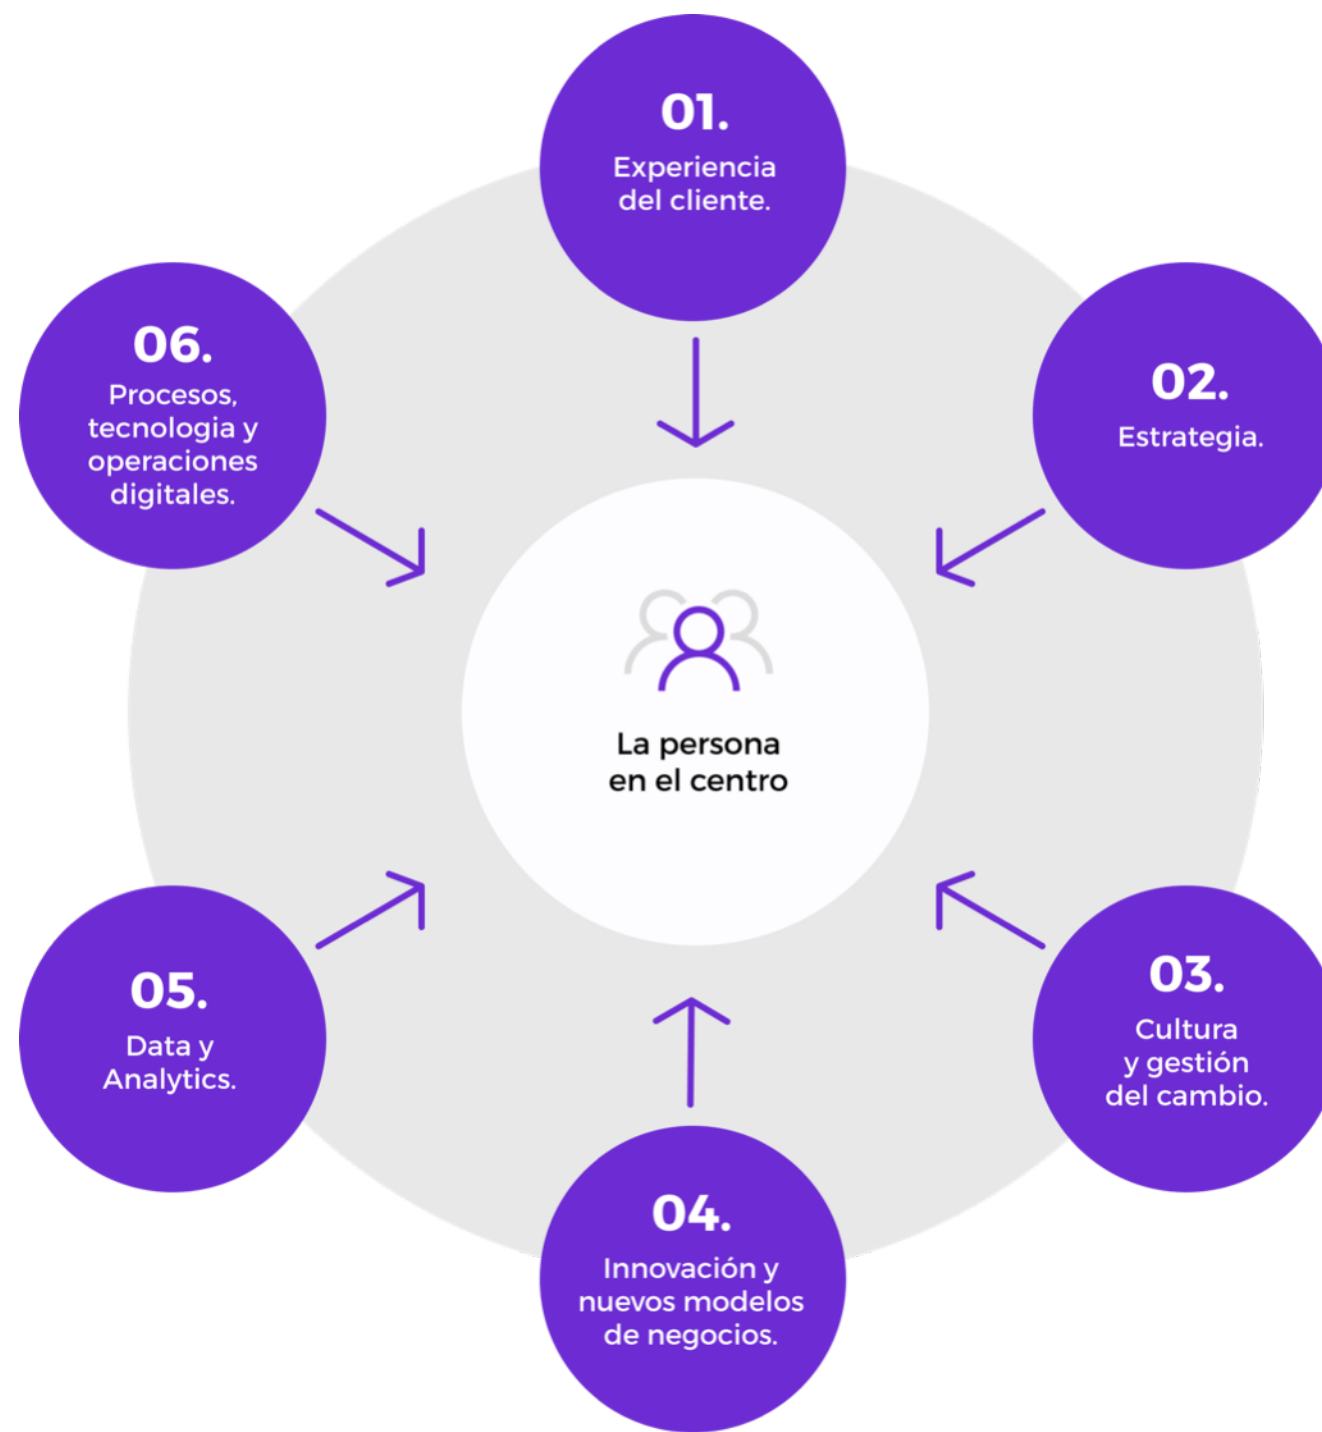 01.
Experiencia
del cliente.
02.
Estrategia.
03.
Cultura
y gestión
del cambio.
04.
Innovación y
nuevos modelos
de negocios.
05.
Data y
Analytics.
06.
Procesos,
tecnologia y
operaciones
digitales.
La persona
en el centro